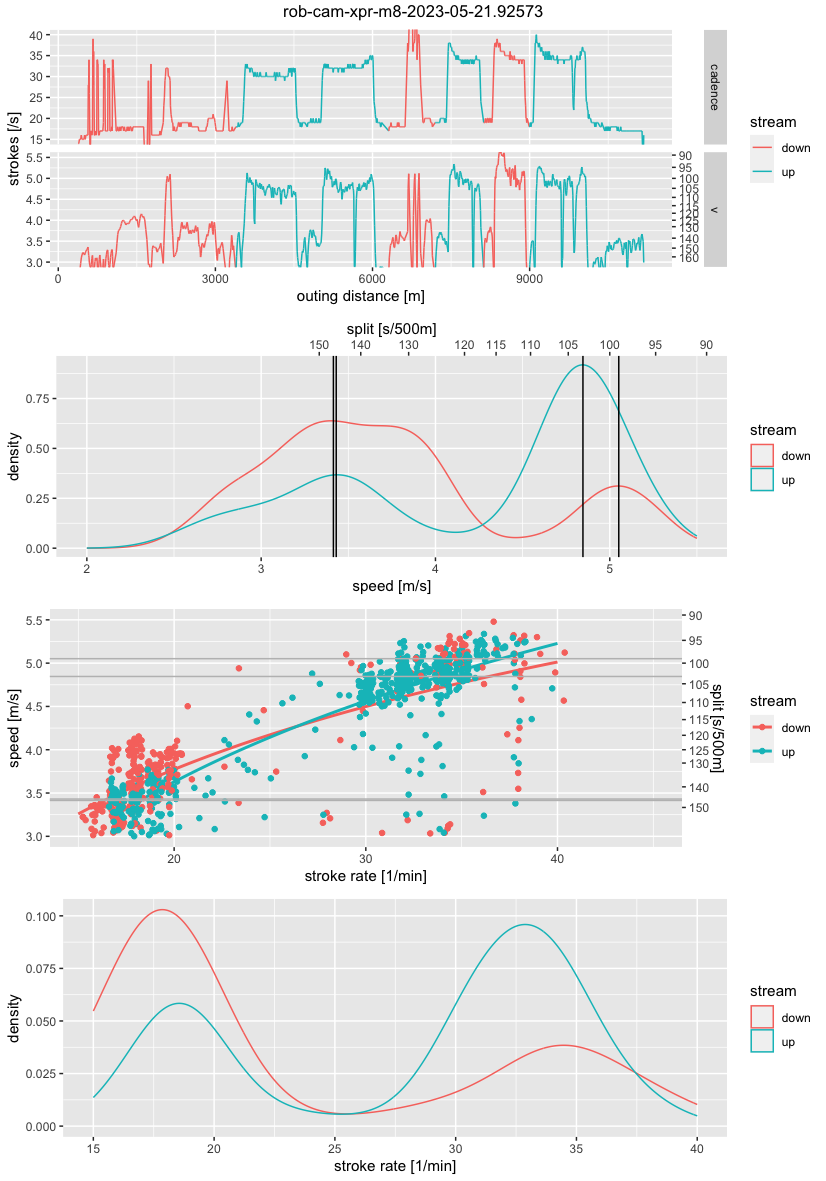 rob-cam-xpr-m8-2023-05-21.92573
40
35
30
25
20
15
cadence
5.5
5.0
4.5
4.0
3.5
3.0
90
100
105
110
115
120
125
130
140
150
160
v
strokes [/s]
0 3000 6000 9000
outing distance [m]
stream
down
up
split [s/500m]
150 140 130 120 115 110 105 100 95 90
0.75
0.50
0.25
0.00
density
2 3 4 5
speed [m/s]
stream
down
up
5.5
5.0
4.5
4.0
3.5
3.0
speed [m/s]
90
95
100
105
110
115
120
125
130
140
150
split [s/500m]
20 30 40
stroke rate [1/min]
stream
down
up
0.100
0.075
0.050
0.025
0.000
density
15 20 25 30 35 40
stroke rate [1/min]
stream
down
up